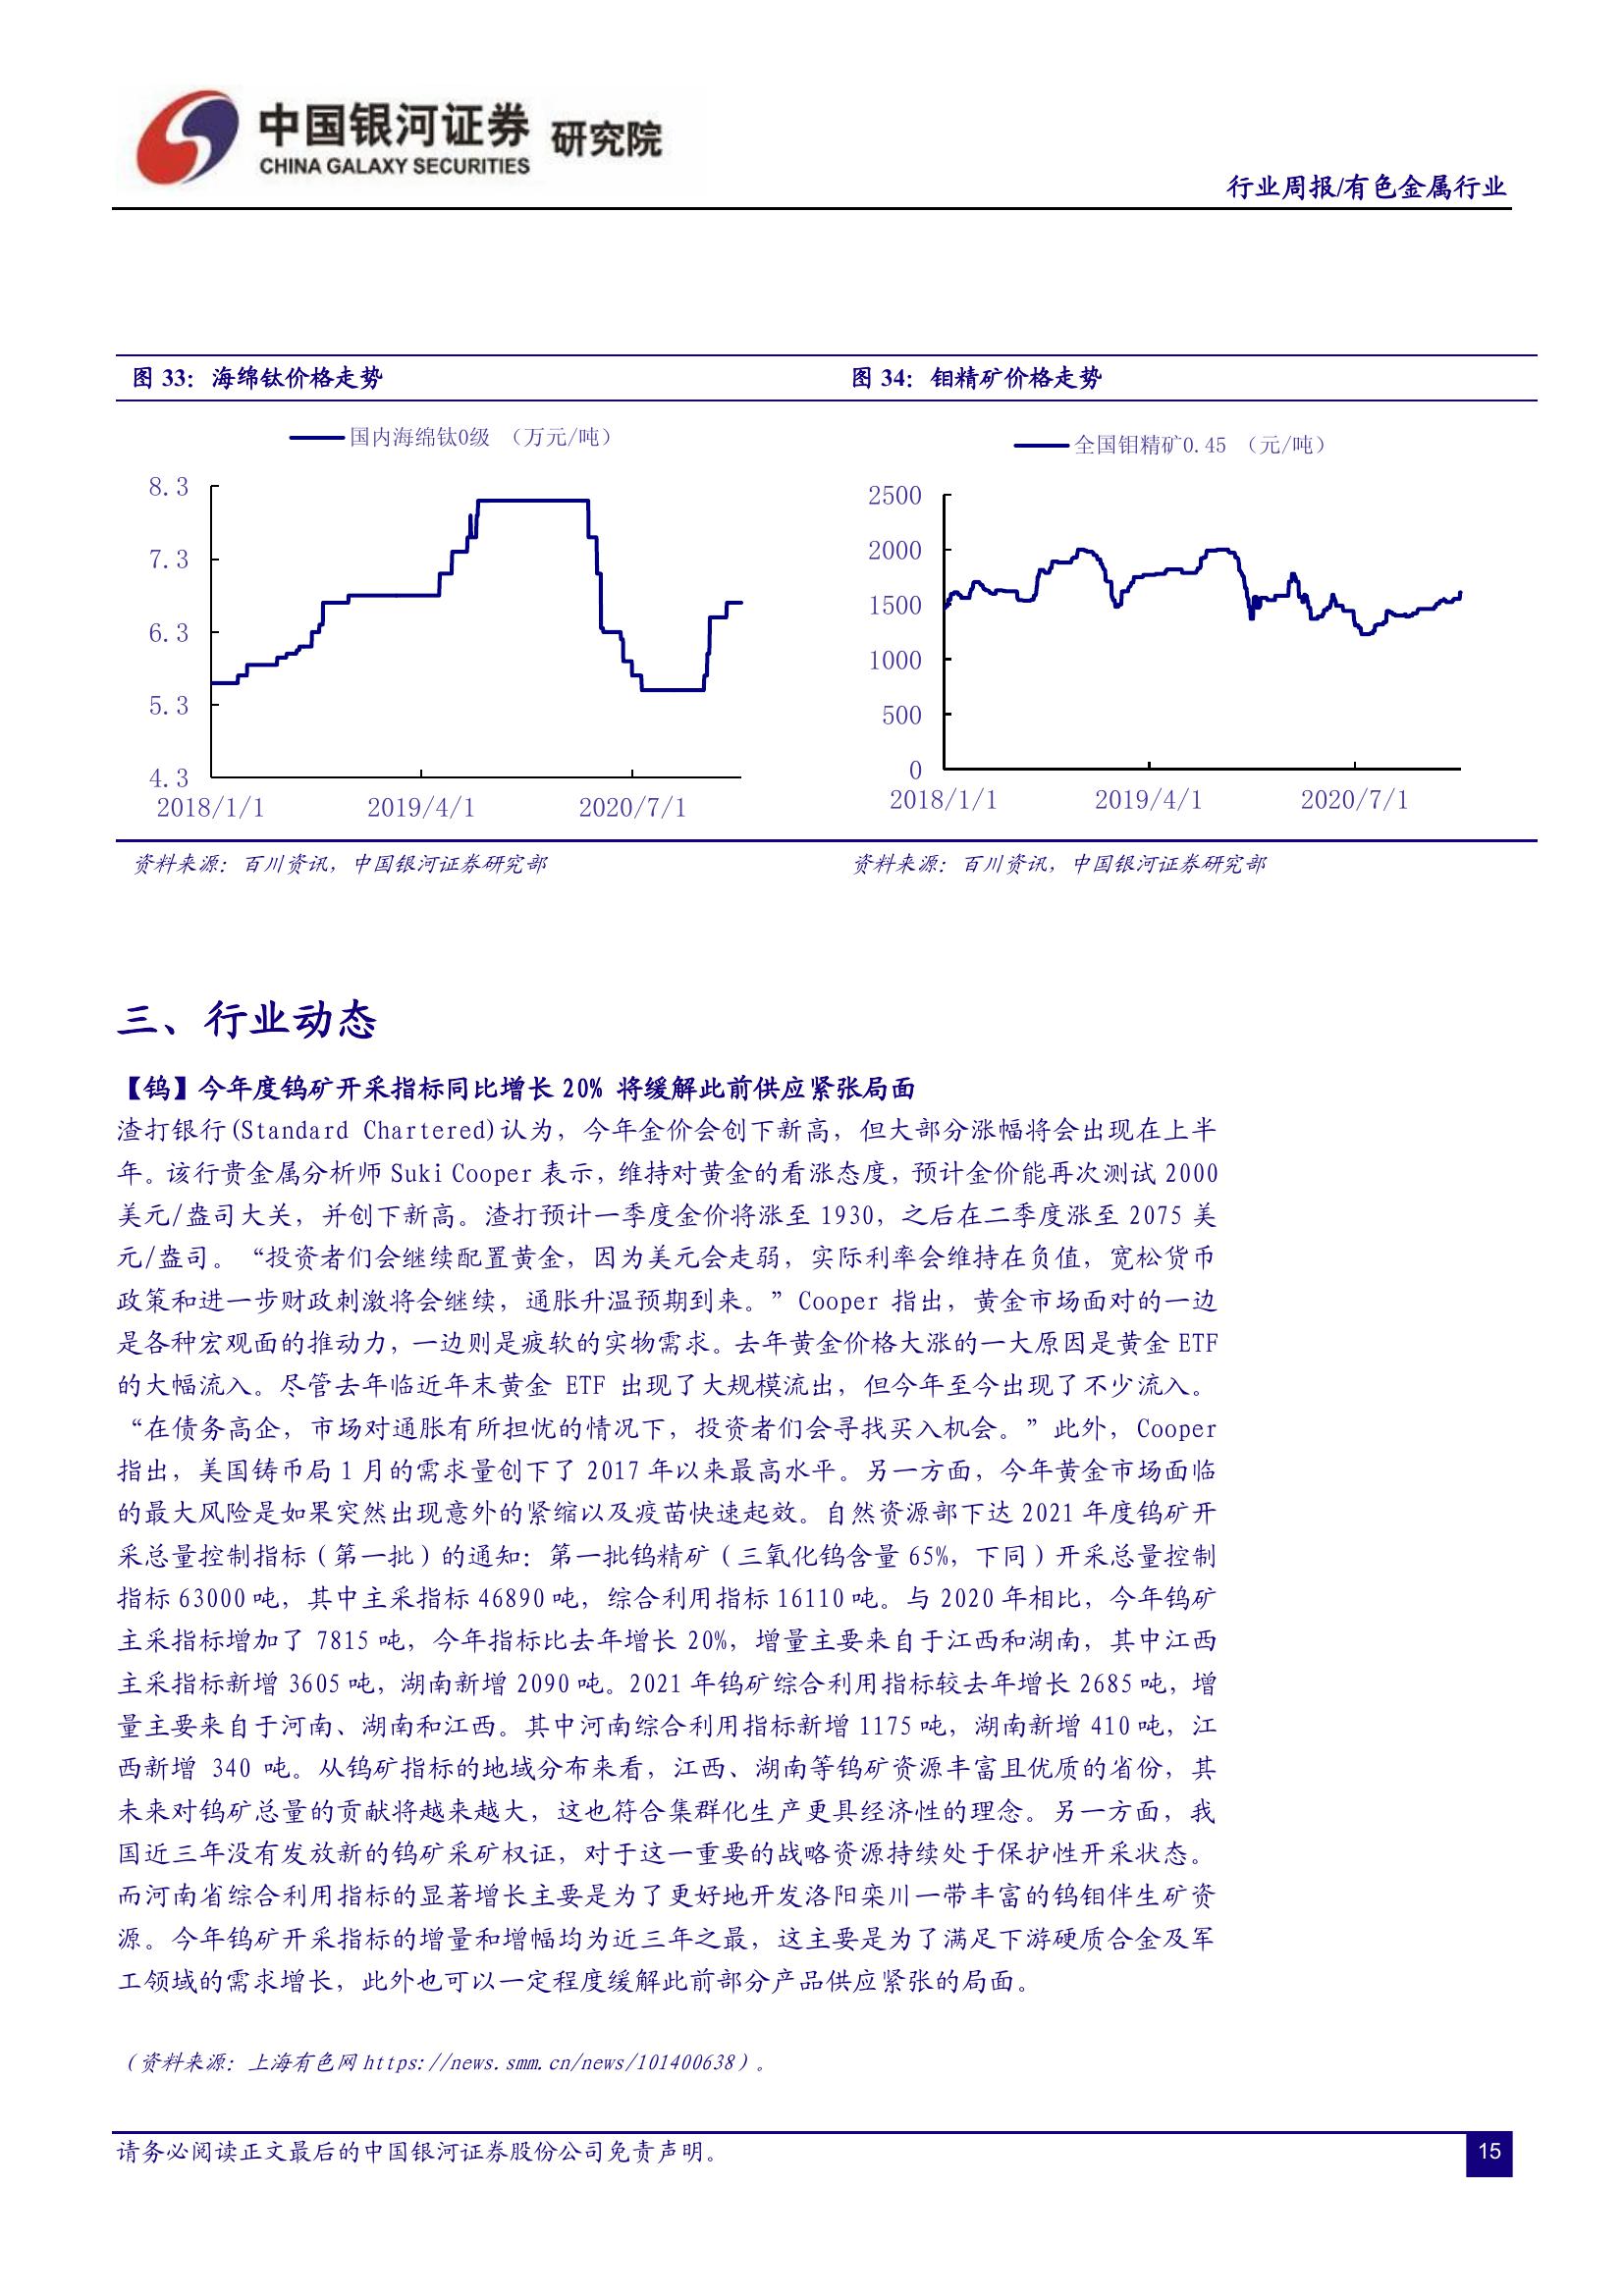 中国银河证券 研究院
CHINA GALAXY SECURITIES
行业周报/有色金属行业
图 33：海绵钛价格走势
国内海绵钛0级 （万元/吨）
8.3
7.3
6.3
5.3
4.3
2018/1/1 2019/4/1 2020/7/1
资料来源：百川资讯，中国银河证券研究部
图 34：钼精矿价格走势
全国钼精矿0.45 （元/吨）
2500
2000
1500
1000
500
0
2018/1/1 2019/4/1 2020/7/1
资料来源：百川资讯，中国银河证券研究部
三、行业动态
【钨】今年度钨矿开采指标同比增长 20% 将缓解此前供应紧张局面
渣打银行(Standard Chartered)认为，今年金价会创下新高，但大部分涨幅将会出现在上半
年。该行贵金属分析师 Suki Cooper 表示，维持对黄金的看涨态度，预计金价能再次测试 2000
美元/盎司大关，并创下新高。渣打预计一季度金价将涨至 1930，之后在二季度涨至 2075 美
元/盎司。“投资者们会继续配置黄金，因为美元会走弱，实际利率会维持在负值，宽松货币
政策和进一步财政刺激将会继续，通胀升温预期到来。”Cooper 指出，黄金市场面对的一边
是各种宏观面的推动力，一边则是疲软的实物需求。去年黄金价格大涨的一大原因是黄金 ETF
的大幅流入。尽管去年临近年末黄金 ETF 出现了大规模流出，但今年至今出现了不少流入。
“在债务高企，市场对通胀有所担忧的情况下，投资者们会寻找买入机会。”此外，Cooper
指出，美国铸币局 1 月的需求量创下了 2017 年以来最高水平。另一方面，今年黄金市场面临
的最大风险是如果突然出现意外的紧缩以及疫苗快速起效。自然资源部下达 2021 年度钨矿开
采总量控制指标（第一批）的通知：第一批钨精矿（三氧化钨含量 65%，下同）开采总量控制
指标 63000 吨，其中主采指标 46890 吨，综合利用指标 16110 吨。与 2020 年相比，今年钨矿
主采指标增加了 7815 吨，今年指标比去年增长 20%，增量主要来自于江西和湖南，其中江西
主采指标新增 3605 吨，湖南新增 2090 吨。2021 年钨矿综合利用指标较去年增长 2685 吨，增
量主要来自于河南、湖南和江西。其中河南综合利用指标新增 1175 吨，湖南新增 410 吨，江
西新增 340 吨。从钨矿指标的地域分布来看，江西、湖南等钨矿资源丰富且优质的省份，其
未来对钨矿总量的贡献将越来越大，这也符合集群化生产更具经济性的理念。另一方面，我
国近三年没有发放新的钨矿采矿权证，对于这一重要的战略资源持续处于保护性开采状态。
而河南省综合利用指标的显著增长主要是为了更好地开发洛阳栾川一带丰富的钨钼伴生矿资
源。今年钨矿开采指标的增量和增幅均为近三年之最，这主要是为了满足下游硬质合金及军
工领域的需求增长，此外也可以一定程度缓解此前部分产品供应紧张的局面。
（资料来源：上海有色网 https://news.smm.cn/news/101400638）。
请务必阅读正文最后的中国银河证券股份公司免责声明。
15